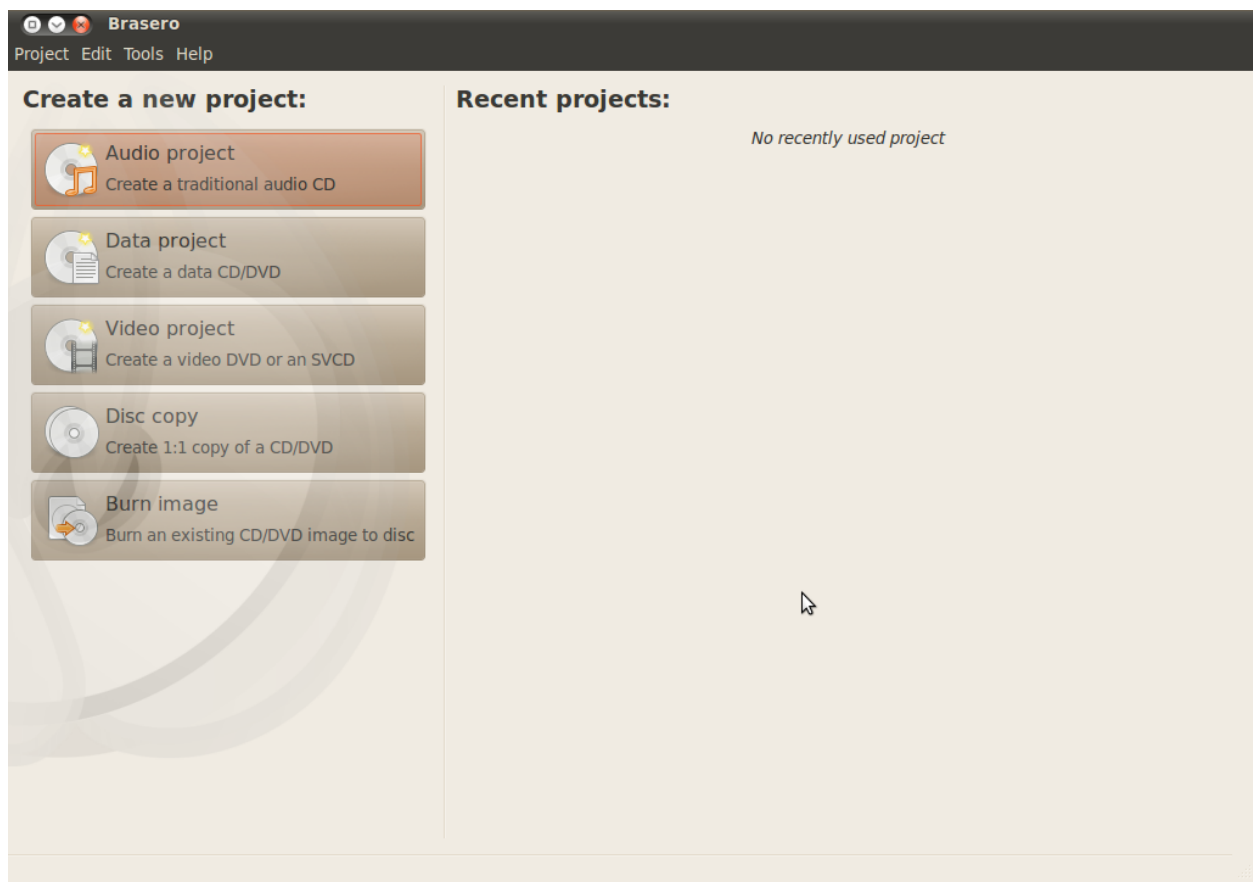 Brasero
Project Edit Tools Help
Create a new project:
Audio project
Create a traditional audio CD
Data project
Create a data CD/DVD
Video project
Create a video DVD or an SVCD
Disc copy
Create 1:1 copy of a CD/DVD
Burn image
Burn an existing CD/DVD image to disc
Recent projects:
No recently used project